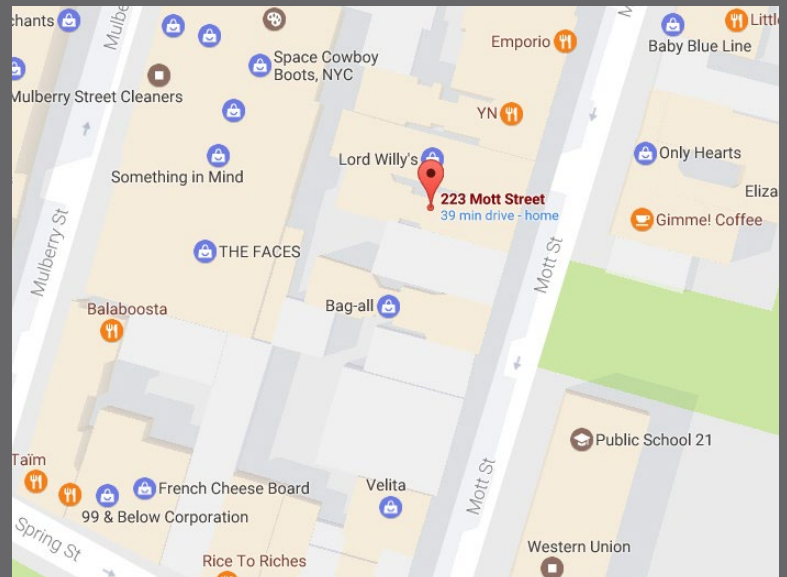 chants
Mulbe
Emporio
Little
Baby Blue Line
M
Space Cowboy
Boots, NYC
Mulberry Street Cleaners
YN
Lord Willy's
Only Hearts
Something in Mind
223 Mott Street
39 min drive - home
Eliza
Gimme! Coffee
Mulberry St
THE FACES
Mott St
Bag-all
Balaboosta
Public School 21
Taïm
French Cheese Board
Velita
Mott St
99 & Below Corporation
Spring St
Western Union
Rice To Riches